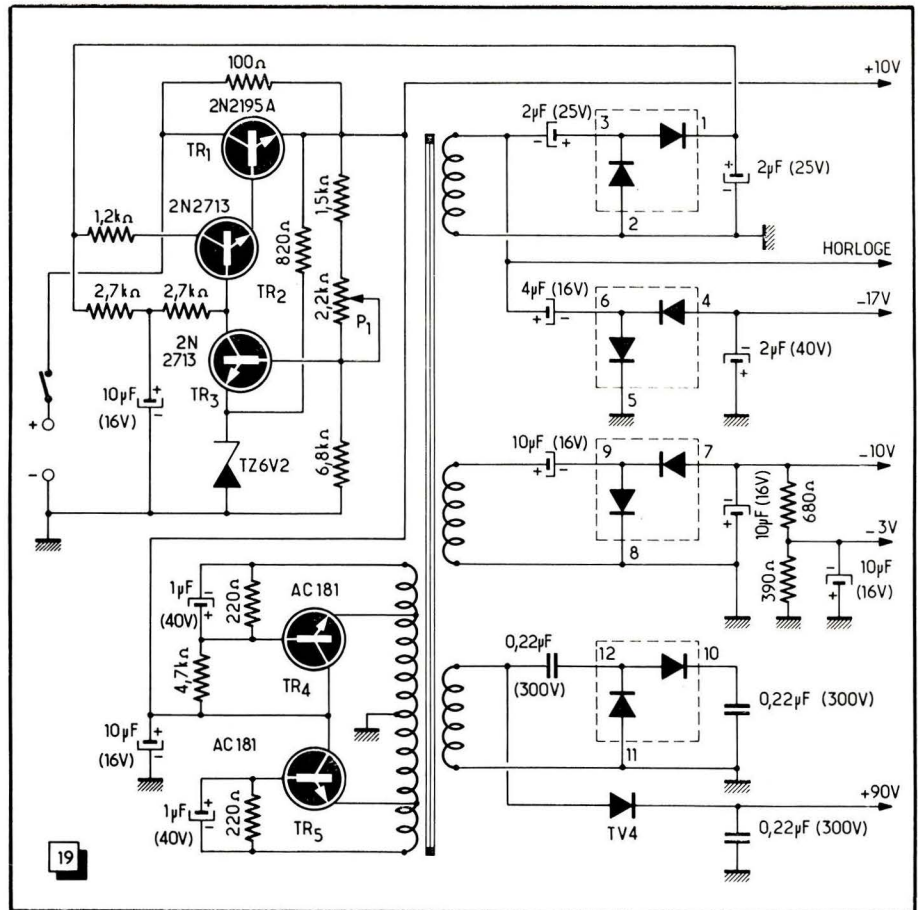 100Ω
2N2195A
TR1
1,2kΩ
2N2713
TR2
820Ω
1,5kΩ
2,2kΩ
P1
2,7kΩ
2,7kΩ
2N
2713
TR3
10µF
(16V)
TZ6V2
6,8kΩ
+
-
+10V
2µF (25V)
- +
3
1
2
+
-
2µF (25V)
HORLOGE
4µF (16V)
+ -
6
4
5
-17V
-
+
2µF (40V)
10µF (16V)
+ -
9
7
8
-10V
-
+
10µF (16V)
680Ω
-3V
390Ω
-
+
10µF
(16V)
1µF
(40V)
-
+
220Ω
AC181
4,7kΩ
TR4
10µF
(16V)
+
-
AC181
1µF
(40V)
+
-
220Ω
TR5
0,22µF
(300V)
12
10
11
0,22µF (300V)
+90V
TV4
0,22µF (300V)
19